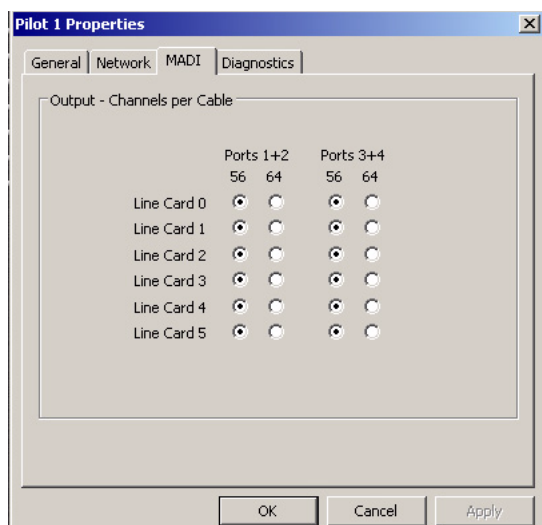 Pilot 1 Properties
General Network MADI Diagnostics
Output - Channels per Cable
Ports 1+2 Ports 3+4
56 64 56 64
Line Card 0
Line Card 1
Line Card 2
Line Card 3
Line Card 4
Line Card 5
OK Cancel Apply